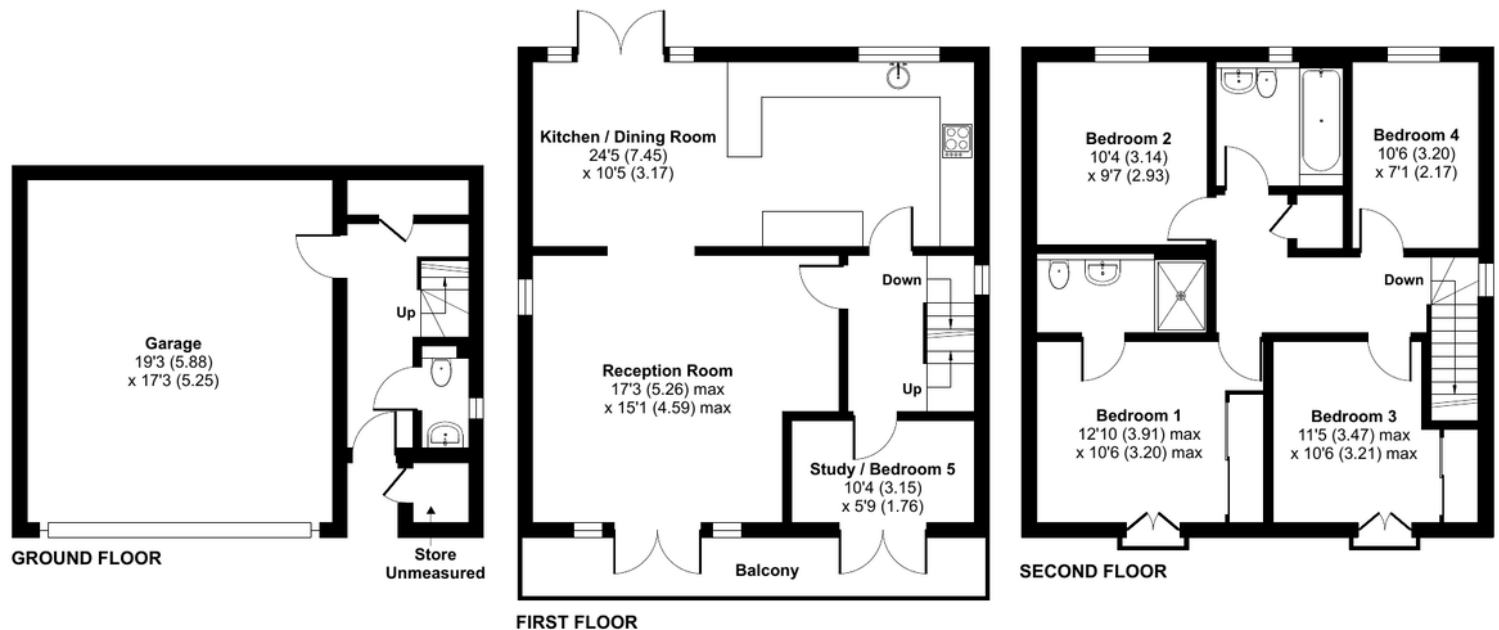 Garage
19'3 (5.88)
x 17'3 (5.25)
Up
Store
Unmeasured
GROUND FLOOR
Kitchen / Dining Room
24'5 (7.45)
x 10'5 (3.17)
Reception Room
17'3 (5.26) max
x 15'1 (4.59) max
Down
Up
Study / Bedroom 5
10'4 (3.15)
x 5'9 (1.76)
Balcony
FIRST FLOOR
Bedroom 2
10'4 (3.14)
x 9'7 (2.93)
Bedroom 4
10'6 (3.20)
x 7'1 (2.17)
Down
Bedroom 1
12'10 (3.91) max
x 10'6 (3.20) max
Bedroom 3
11'5 (3.47) max
x 10'6 (3.21) max
SECOND FLOOR